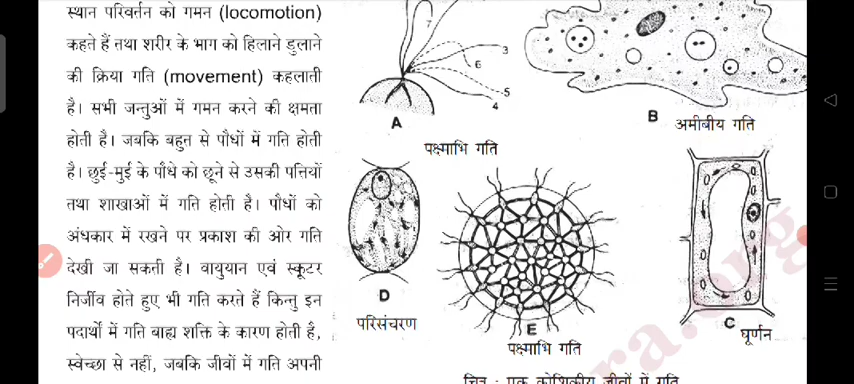 स्थान परिवर्तन को गमन (locomotion)
कहते हैं तथा शरीर के भाग को हिलाने डुलाने
की क्रिया गति (movement) कहलाती
है। सभी जन्तुओं में गमन करने की क्षमता
होती है। जबकि बहुत से पौधों में गति होती
है। छुई-मुई के पौधे को छूने से उसकी पत्तियों
तथा शाखाओं में गति होती है। पौधों को
अंधकार में रखने पर प्रकाश की ओर गति
देखी जा सकती है। वायुयान एवं स्कूटर
निर्जीव होते हुए भी गति करते हैं किन्तु इन
पदार्थो में गति बाह्य शक्ति के कारण होती है,
स्वेच्छा से नहीं, जबकि जीवों में गति अपनी
7
3
6
5
4
A
पक्ष्माभि गति
B
अमीबीय गति
D
परिसंचरण
E
पक्ष्माभि गति
C
घूर्णन
चित्र : एक कोशिकीय जीवों में गति